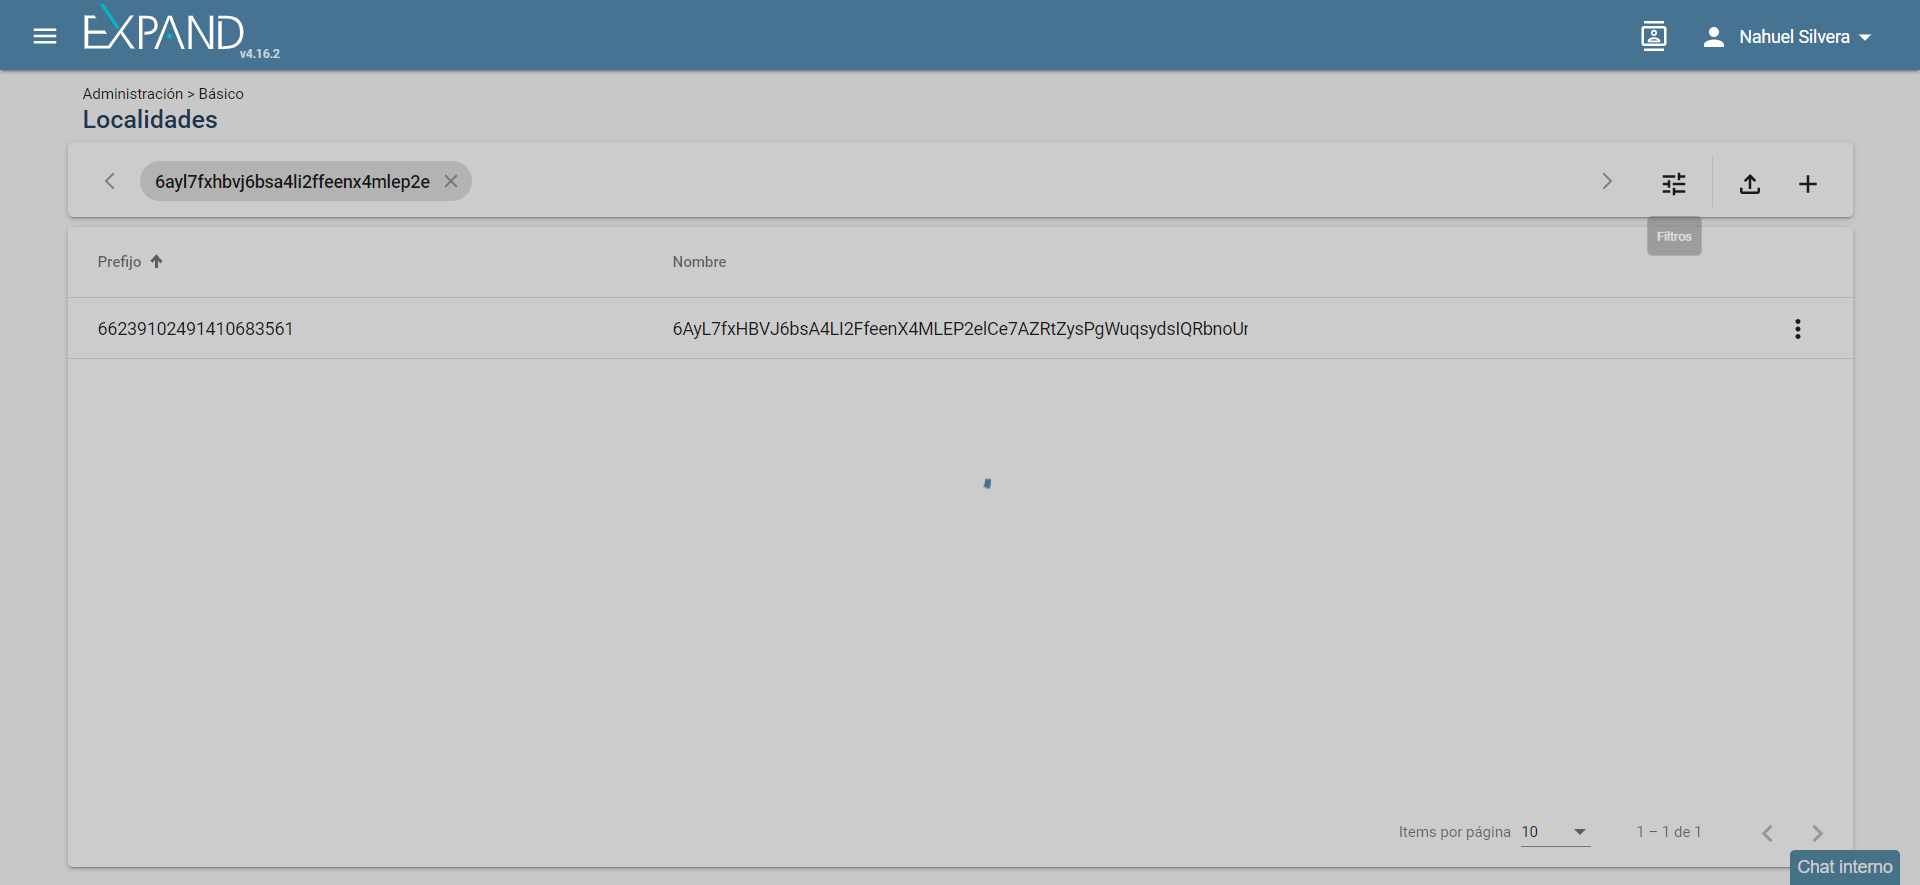 EXPAND
v4.16.2
Nahuel Silvera
Administración > Básico
Localidades
6ayl7fxhbvj6bsa4li2ffeenx4mlep2e
Filtros
Prefijo
Nombre
66239102491410683561
6AyL7fxHBVJ6bsA4LI2FfeenX4MLEP2elCe7AZRtZysPgWuqsydsIQRbnoUr
Items por página 10
1 – 1 de 1
Chat interno